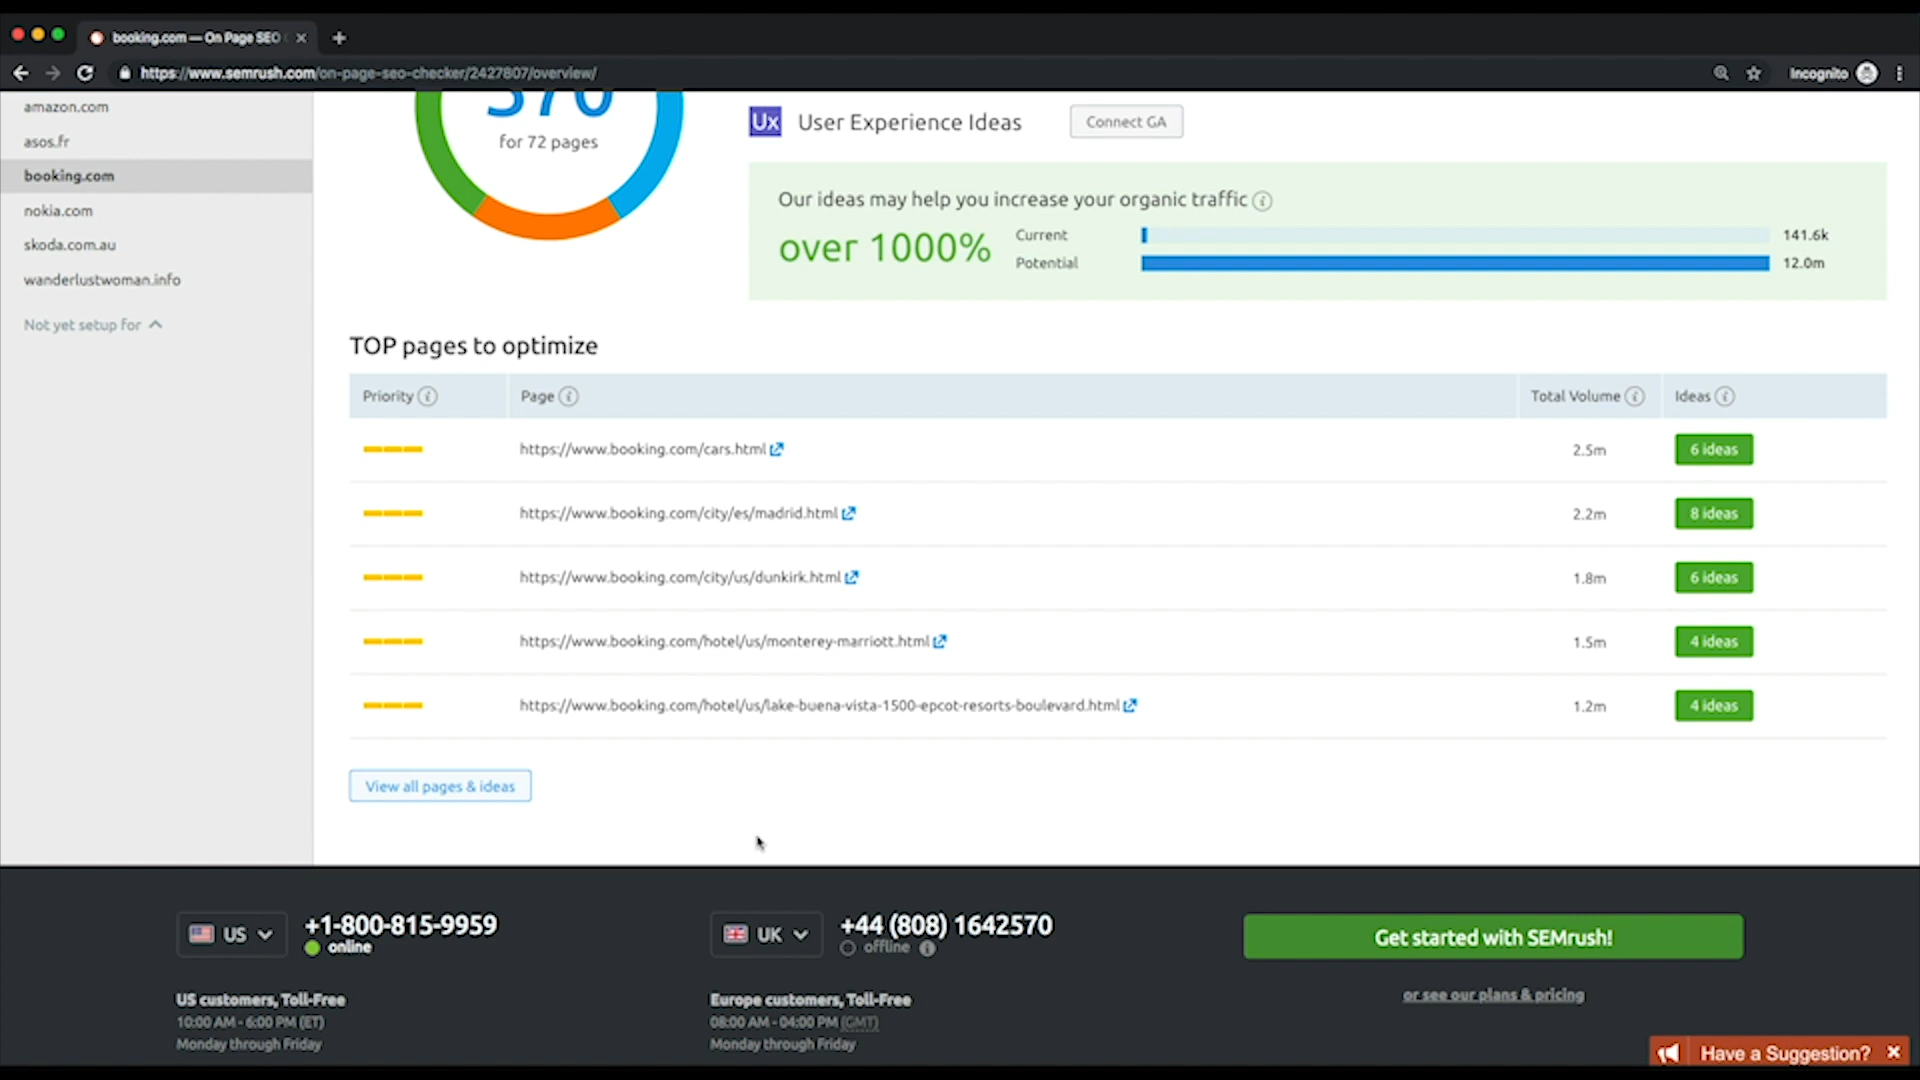 booking.com — On Page SEO
https://www.semrush.com/on-page-seo-checker/2427807/overview/
Incognito
amazon.com
asos.fr
booking.com
nokia.com
skoda.com.au
wanderlustwoman.info
Not yet setup for
for 72 pages
Ux User Experience Ideas
Connect GA
Our ideas may help you increase your organic traffic
over 1000%
Current 141.6k
Potential 12.0m
TOP pages to optimize
Priority Page Total Volume Ideas
https://www.booking.com/cars.html 2.5m 6 ideas
https://www.booking.com/city/es/madrid.html 2.2m 8 ideas
https://www.booking.com/city/us/dunkirk.html 1.8m 6 ideas
https://www.booking.com/hotel/us/monterey-marriott.html 1.5m 4 ideas
https://www.booking.com/hotel/us/lake-buena-vista-1500-epcot-resorts-boulevard.html 1.2m 4 ideas
View all pages & ideas
US +1-800-815-9959
online
US customers, Toll-Free
10:00 AM - 6:00 PM (ET)
Monday through Friday
UK +44 (808) 1642570
offline
Europe customers, Toll-Free
08:00 AM - 04:00 PM (GMT)
Monday through Friday
Get started with SEMrush!
or see our plans & pricing
Have a Suggestion?